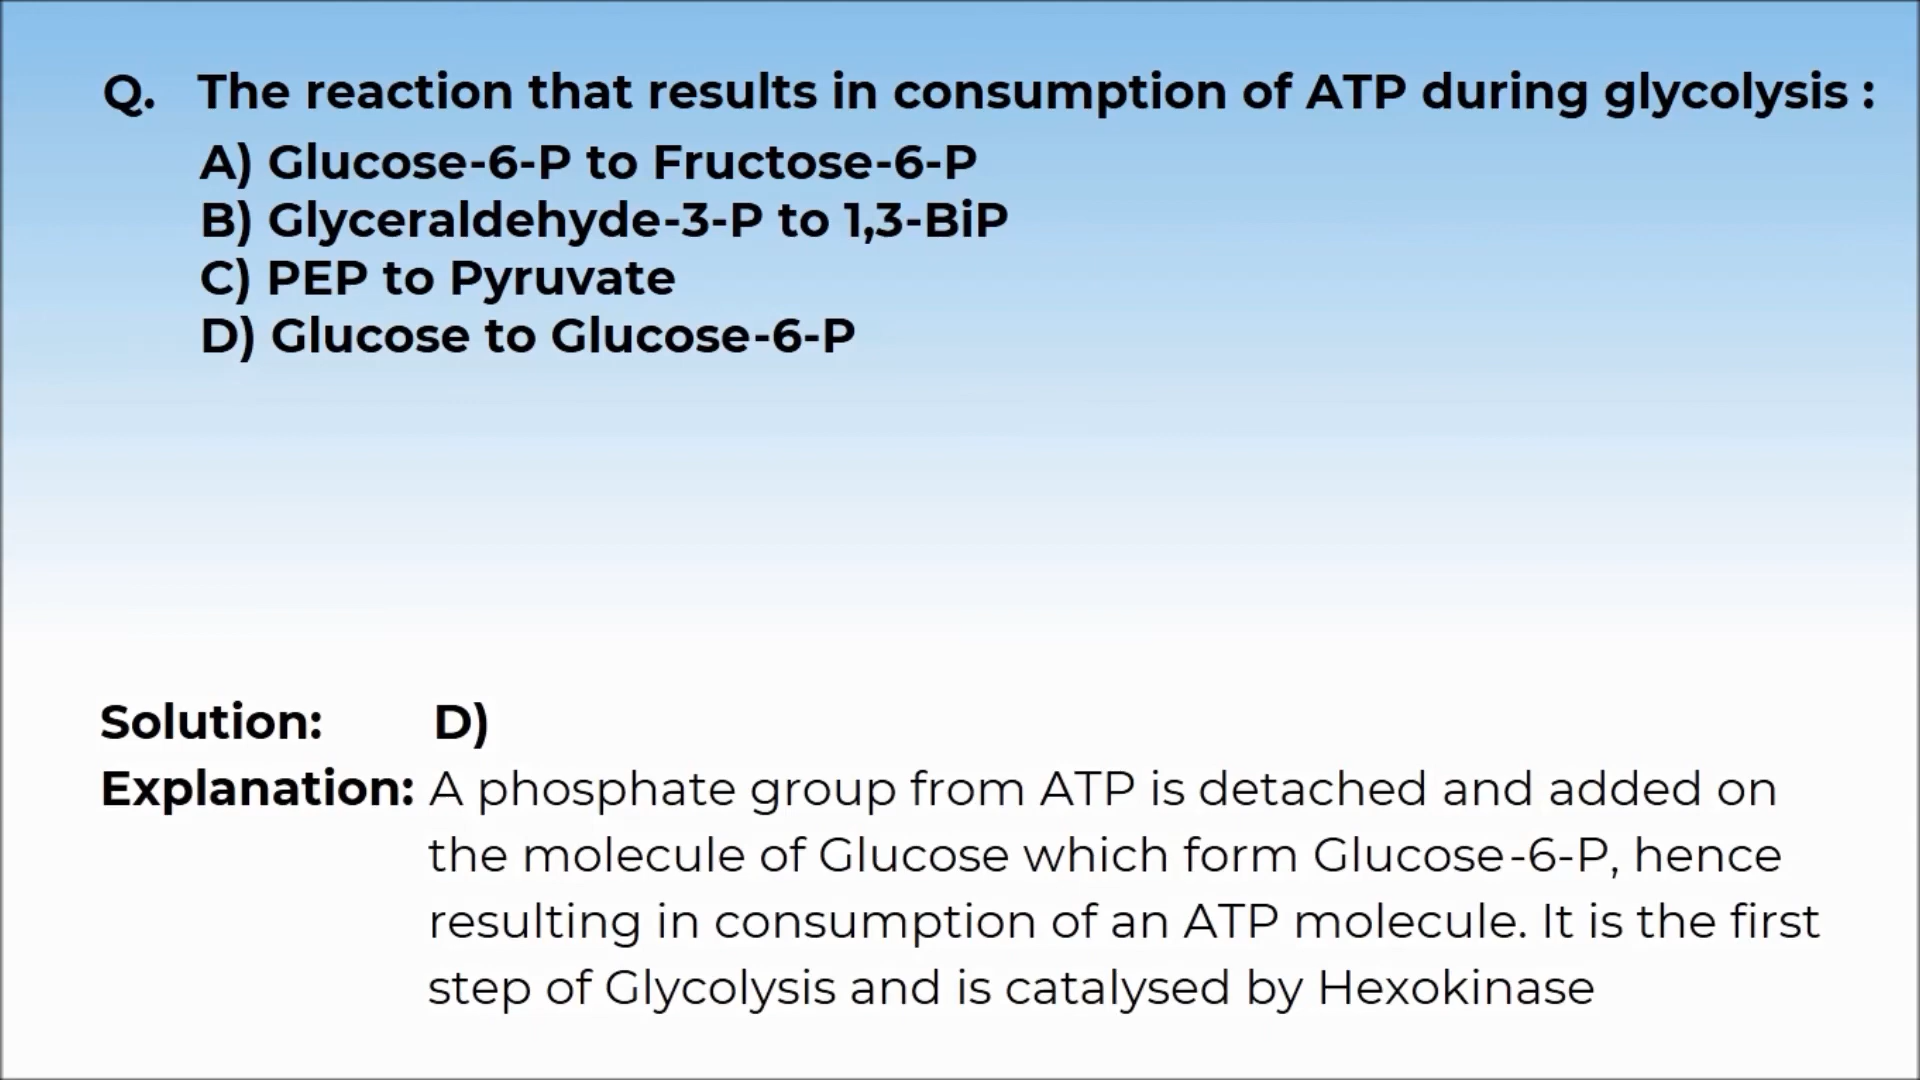 Q. The reaction that results in consumption of ATP during glycolysis :
A) Glucose-6-P to Fructose-6-P
B) Glyceraldehyde-3-P to 1,3-BiP
C) PEP to Pyruvate
D) Glucose to Glucose-6-P
Solution: D)
Explanation: A phosphate group from ATP is detached and added on
the molecule of Glucose which form Glucose-6-P, hence
resulting in consumption of an ATP molecule. It is the first
step of Glycolysis and is catalysed by Hexokinase